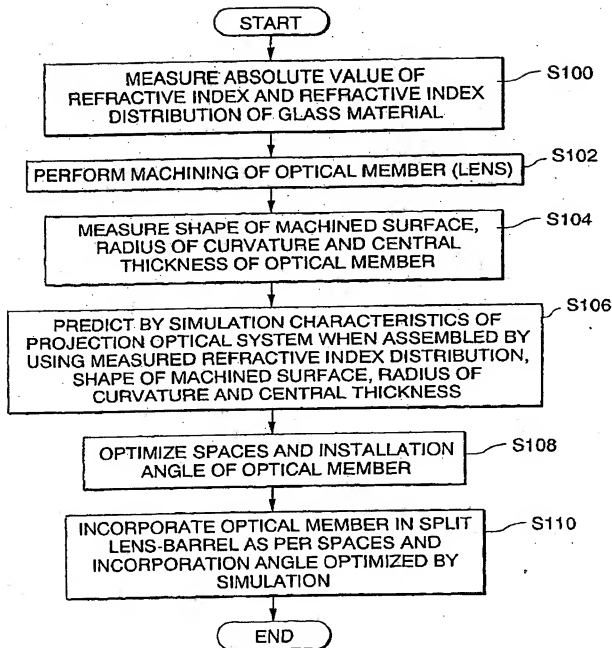 START
MEASURE ABSOLUTE VALUE OF
REFRACTIVE INDEX AND REFRACTIVE INDEX
DISTRIBUTION OF GLASS MATERIAL
S100
PERFORM MACHINING OF OPTICAL MEMBER (LENS)
S102
MEASURE SHAPE OF MACHINED SURFACE,
RADIUS OF CURVATURE AND CENTRAL
THICKNESS OF OPTICAL MEMBER
S104
PREDICT BY SIMULATION CHARACTERISTICS OF
PROJECTION OPTICAL SYSTEM WHEN ASSEMBLED BY
USING MEASURED REFRACTIVE INDEX DISTRIBUTION,
SHAPE OF MACHINED SURFACE, RADIUS OF
CURVATURE AND CENTRAL THICKNESS
S106
OPTIMIZE SPACES AND INSTALLATION
ANGLE OF OPTICAL MEMBER
S108
INCORPORATE OPTICAL MEMBER IN SPLIT
LENS-BARREL AS PER SPACES AND
INCORPORATION ANGLE OPTIMIZED BY
SIMULATION
S110
END